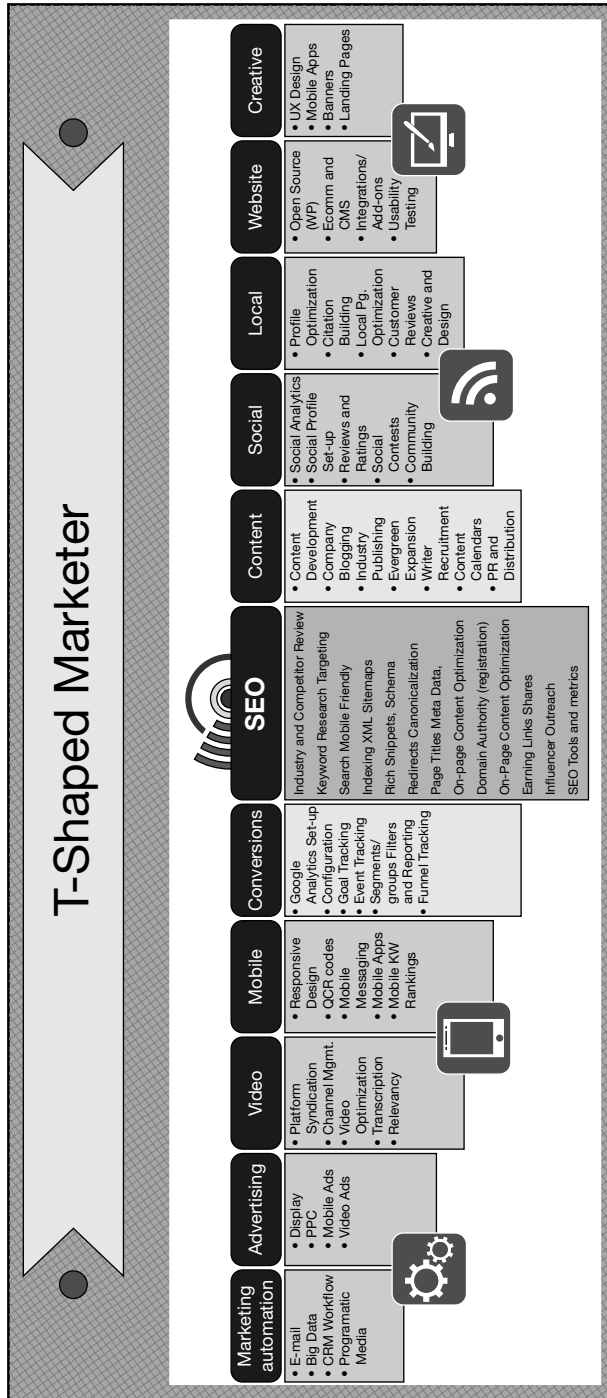 T-Shaped Marketer
Marketing
automation
• E-mail
• Big Data
• CRM Workflow
• Programatic
Media
Advertising
• Display
• PPC
• Mobile Ads
• Video Ads
Video
• Platform
Syndication
• Channel Mgmt.
• Video
Optimization
• Transcription
• Relevancy
Mobile
• Responsive
Design
• QCR codes
• Mobile
Messaging
• Mobile Apps
• Mobile KW
Rankings
Conversions
• Google
Analytics Set-up
• Configuration
• Goal Tracking
• Event Tracking
• Segments/
groups Filters
and Reporting
• Funnel Tracking
SEO
Industry and Competitor Review
Keyword Research Targeting
Search Mobile Friendly
Indexing XML Sitemaps
Rich Snippets, Schema
Redirects Canonicalization
Page Titles Meta Data,
On-page Content Optimization
Domain Authority (registration)
On-Page Content Optimization
Earning Links Shares
Influencer Outreach
SEO Tools and metrics
Content
• Content
Development
• Company
Blogging
• Industry
Publishing
• Evergreen
Expansion
• Writer
Recruitment
• Content
Calendars
• PR and
Distribution
Social
• Social Analytics
• Social Profile
Set-up
• Reviews and
Ratings
• Social
Contests
• Community
Building
Local
• Profile
Optimization
• Citation
Building
• Local Pg.
Optimization
• Customer
Reviews
• Creative and
Design
Website
• Open Source
(WP)
• Ecomm and
CMS
• Integrations/
Add-ons
• Usability
Testing
Creative
• UX Design
• Mobile Apps
• Banners
• Landing Pages